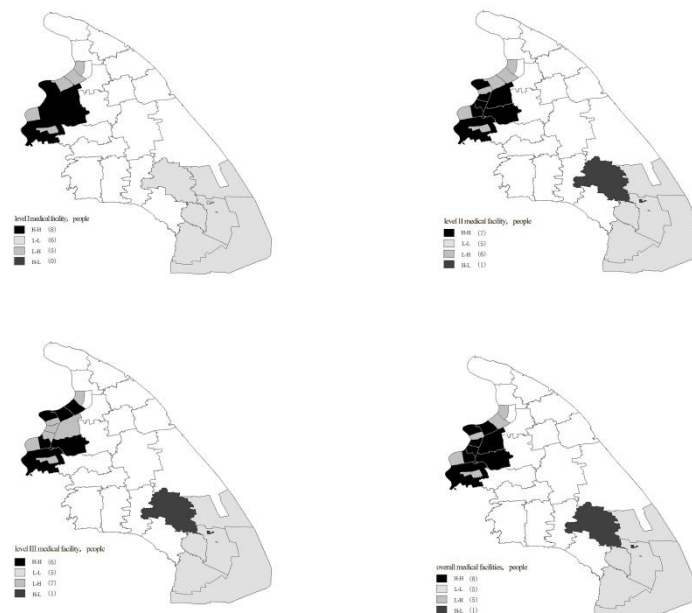 level I medical facility, people
H-H (8)
L-L (6)
L-H (5)
H-L (0)
level II medical facility, people
H-H (7)
L-L (5)
L-H (6)
H-L (1)
level III medical facility, people
H-H (6)
L-L (5)
L-H (7)
H-L (1)
overall medical facilities, people
H-H (8)
L-L (5)
L-H (5)
H-L (1)